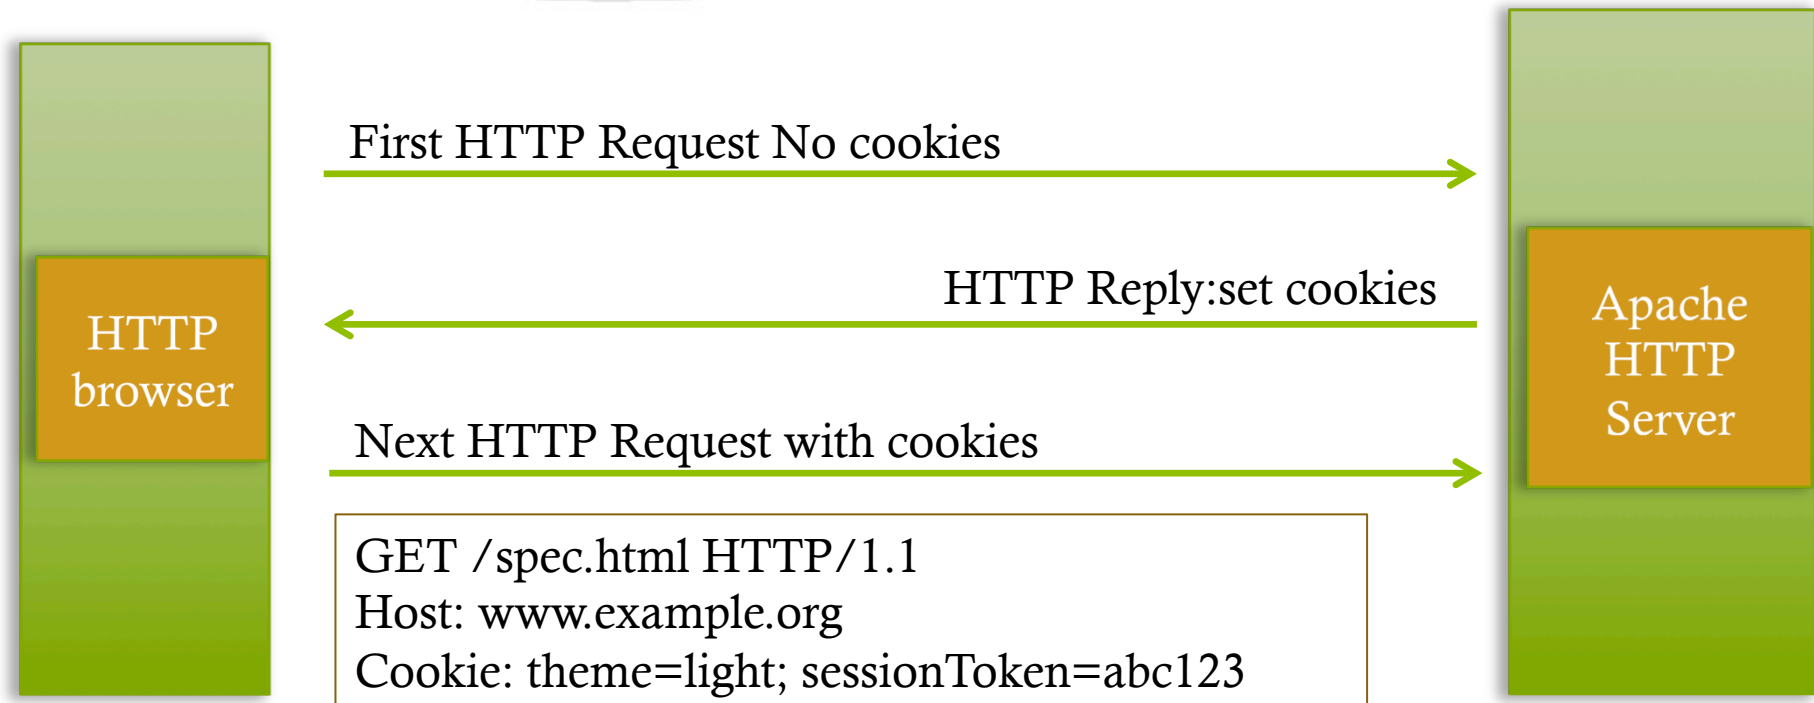 First HTTP Request No cookies
HTTP Reply:set cookies
HTTP
browser
Apache
HTTP
Server
Next HTTP Request with cookies
GET /spec.html HTTP/1.1
Host: www.example.org
Cookie: theme=light; sessionToken=abc123